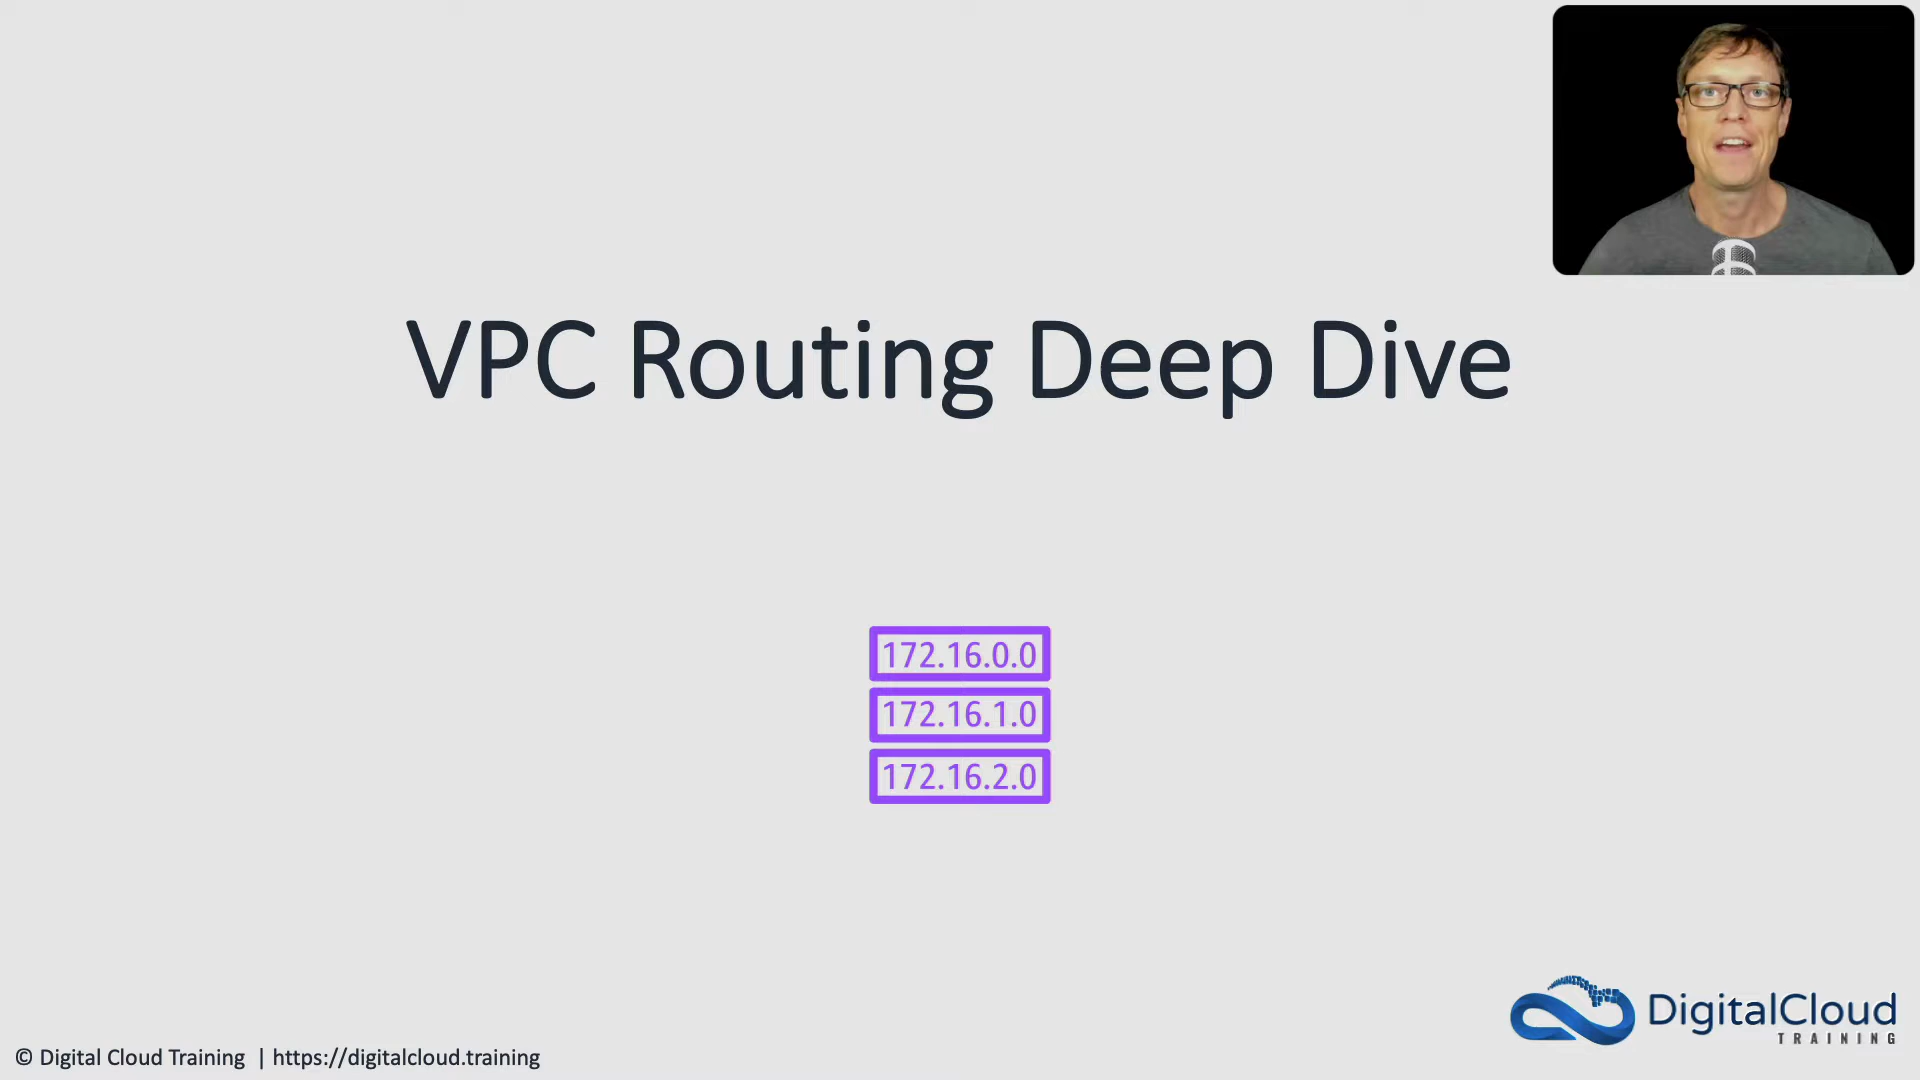 VPC Routing Deep Dive
172.16.0.0
172.16.1.0
172.16.2.0
DigitalCloud
TRAINING
© Digital Cloud Training | https://digitalcloud.training